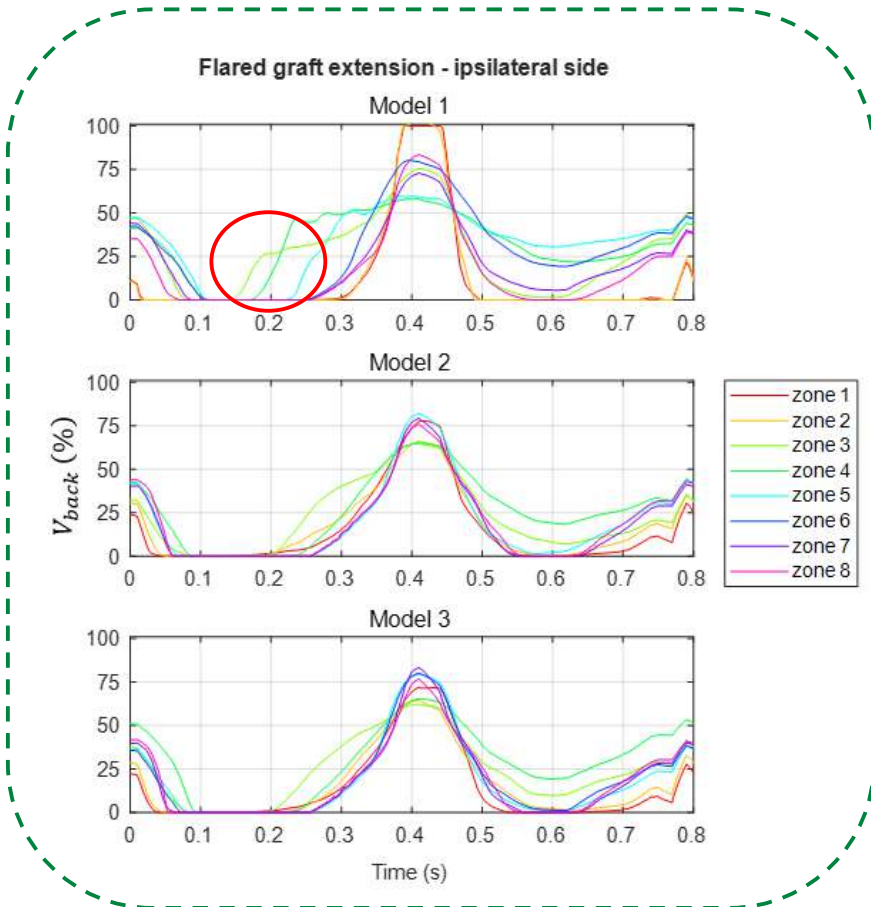 Flared graft extension - ipsilateral side
Model 1
100
75
50
25
0
0 0.1 0.2 0.3 0.4 0.5 0.6 0.7 0.8
Model 2
100
75
50
25
0
0 0.1 0.2 0.3 0.4 0.5 0.6 0.7 0.8
V_back (%)
zone 1
zone 2
zone 3
zone 4
zone 5
zone 6
zone 7
zone 8
Model 3
100
75
50
25
0
0 0.1 0.2 0.3 0.4 0.5 0.6 0.7 0.8
Time (s)